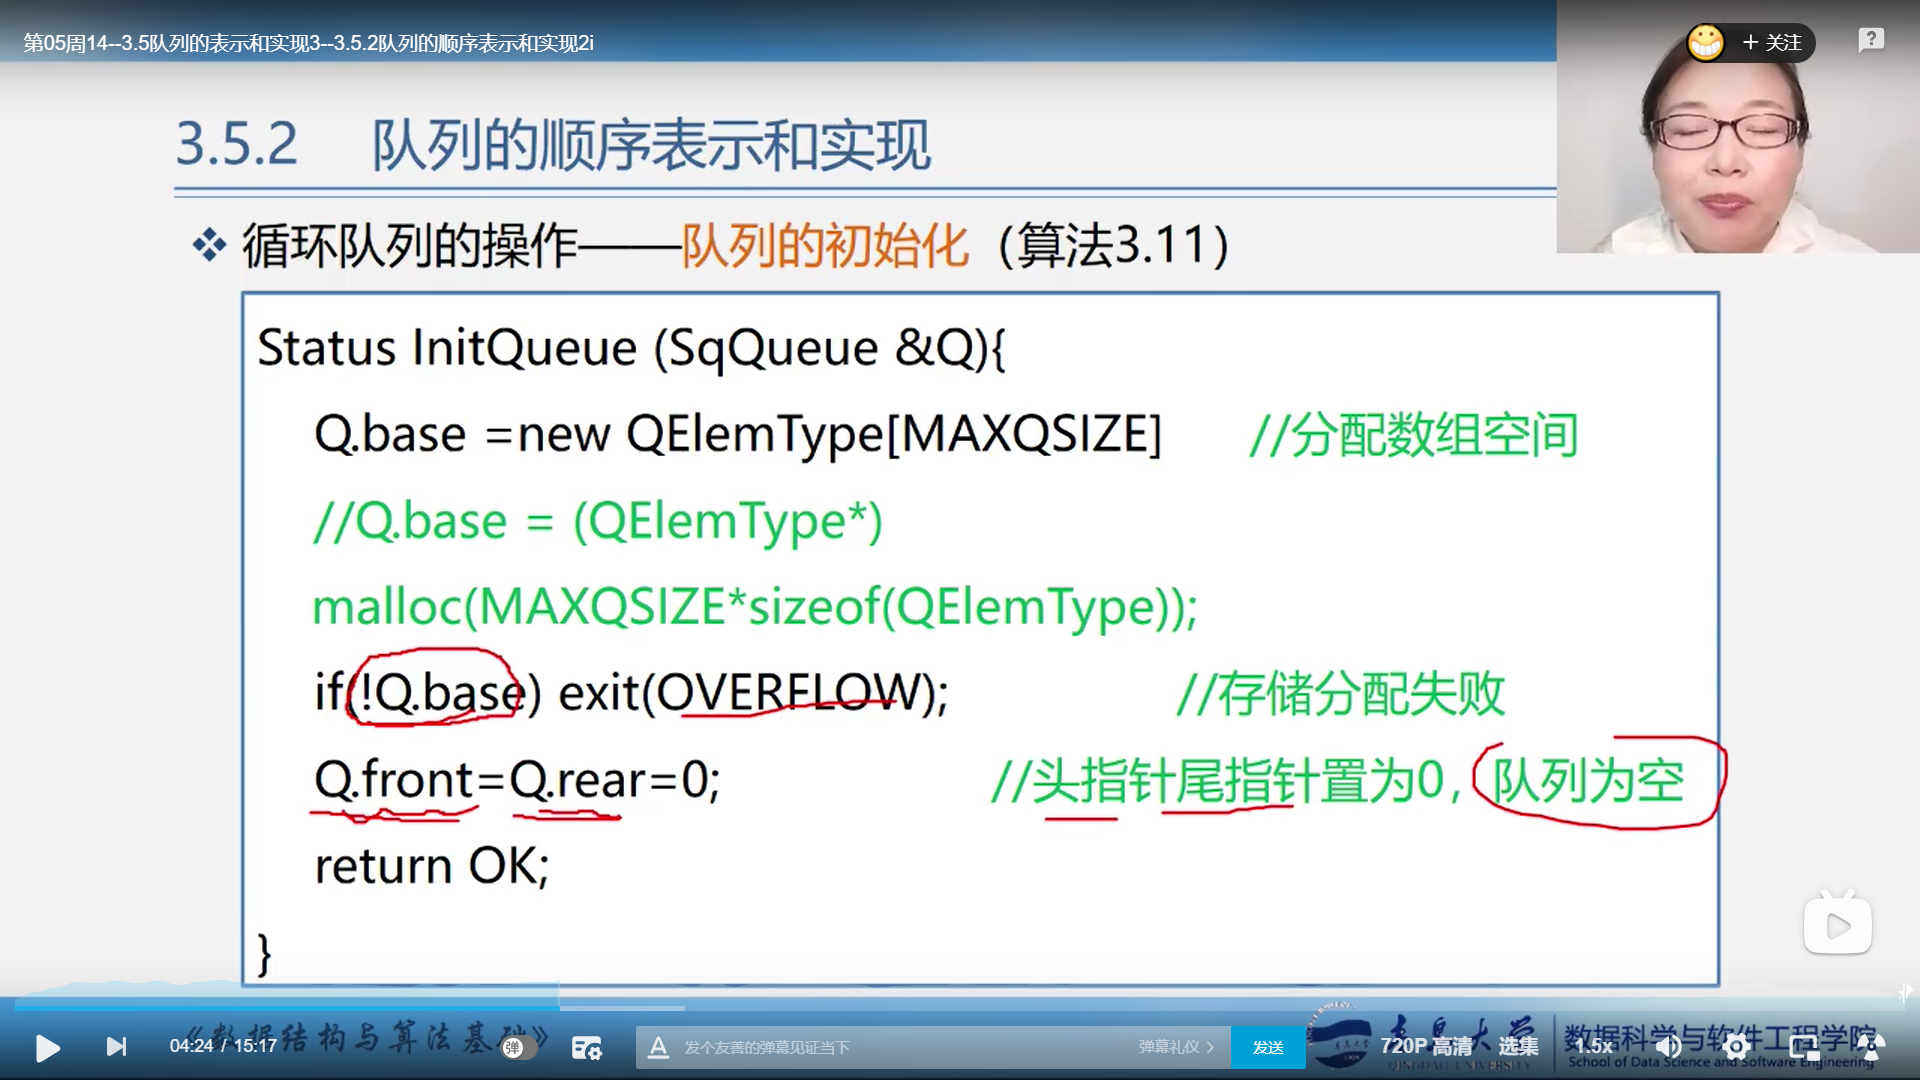 第05周14--3.5队列的表示和实现3--3.5.2队列的顺序表示和实现2i
+ 关注
?
3.5.2 队列的顺序表示和实现
❖ 循环队列的操作——队列的初始化（算法3.11）
Status InitQueue (SqQueue &Q){
Q.base =new QElemType[MAXQSIZE] //分配数组空间
//Q.base = (QElemType*)
malloc(MAXQSIZE*sizeof(QElemType));
if(!Q.base) exit(OVERFLOW); //存储分配失败
Q.front=Q.rear=0; //头指针尾指针置为0，队列为空
return OK;
}
《数据结构与算法基础》
04:24 / 15:17
弹
A 发个友善的弹幕见证当下 弹幕礼仪 > 发送
青岛大学
QINGDAO UNIVERSITY
720P 高清 选集 1.5x
数据科学与软件工程学院
School of Data Science and Software Engineering